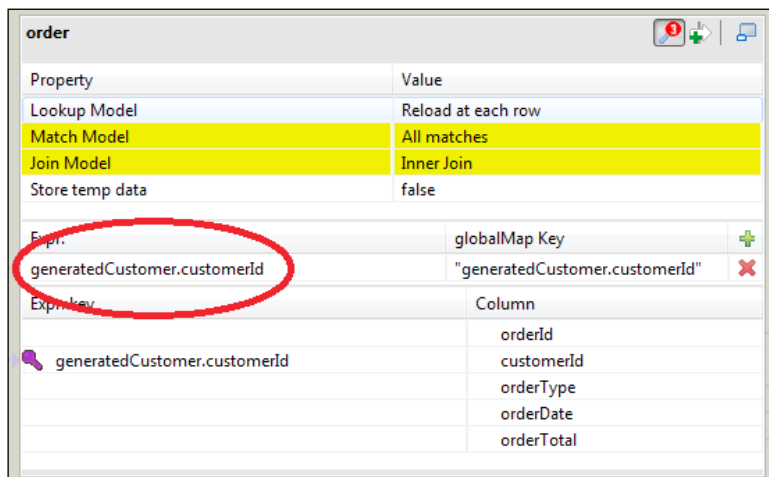 order
3
Property Value
Lookup Model Reload at each row
Match Model All matches
Join Model Inner Join
Store temp data false
Expr. globalMap Key
generatedCustomer.customerId "generatedCustomer.customerId"
Expr.key Column
orderId
generatedCustomer.customerId customerId
orderType
orderDate
orderTotal